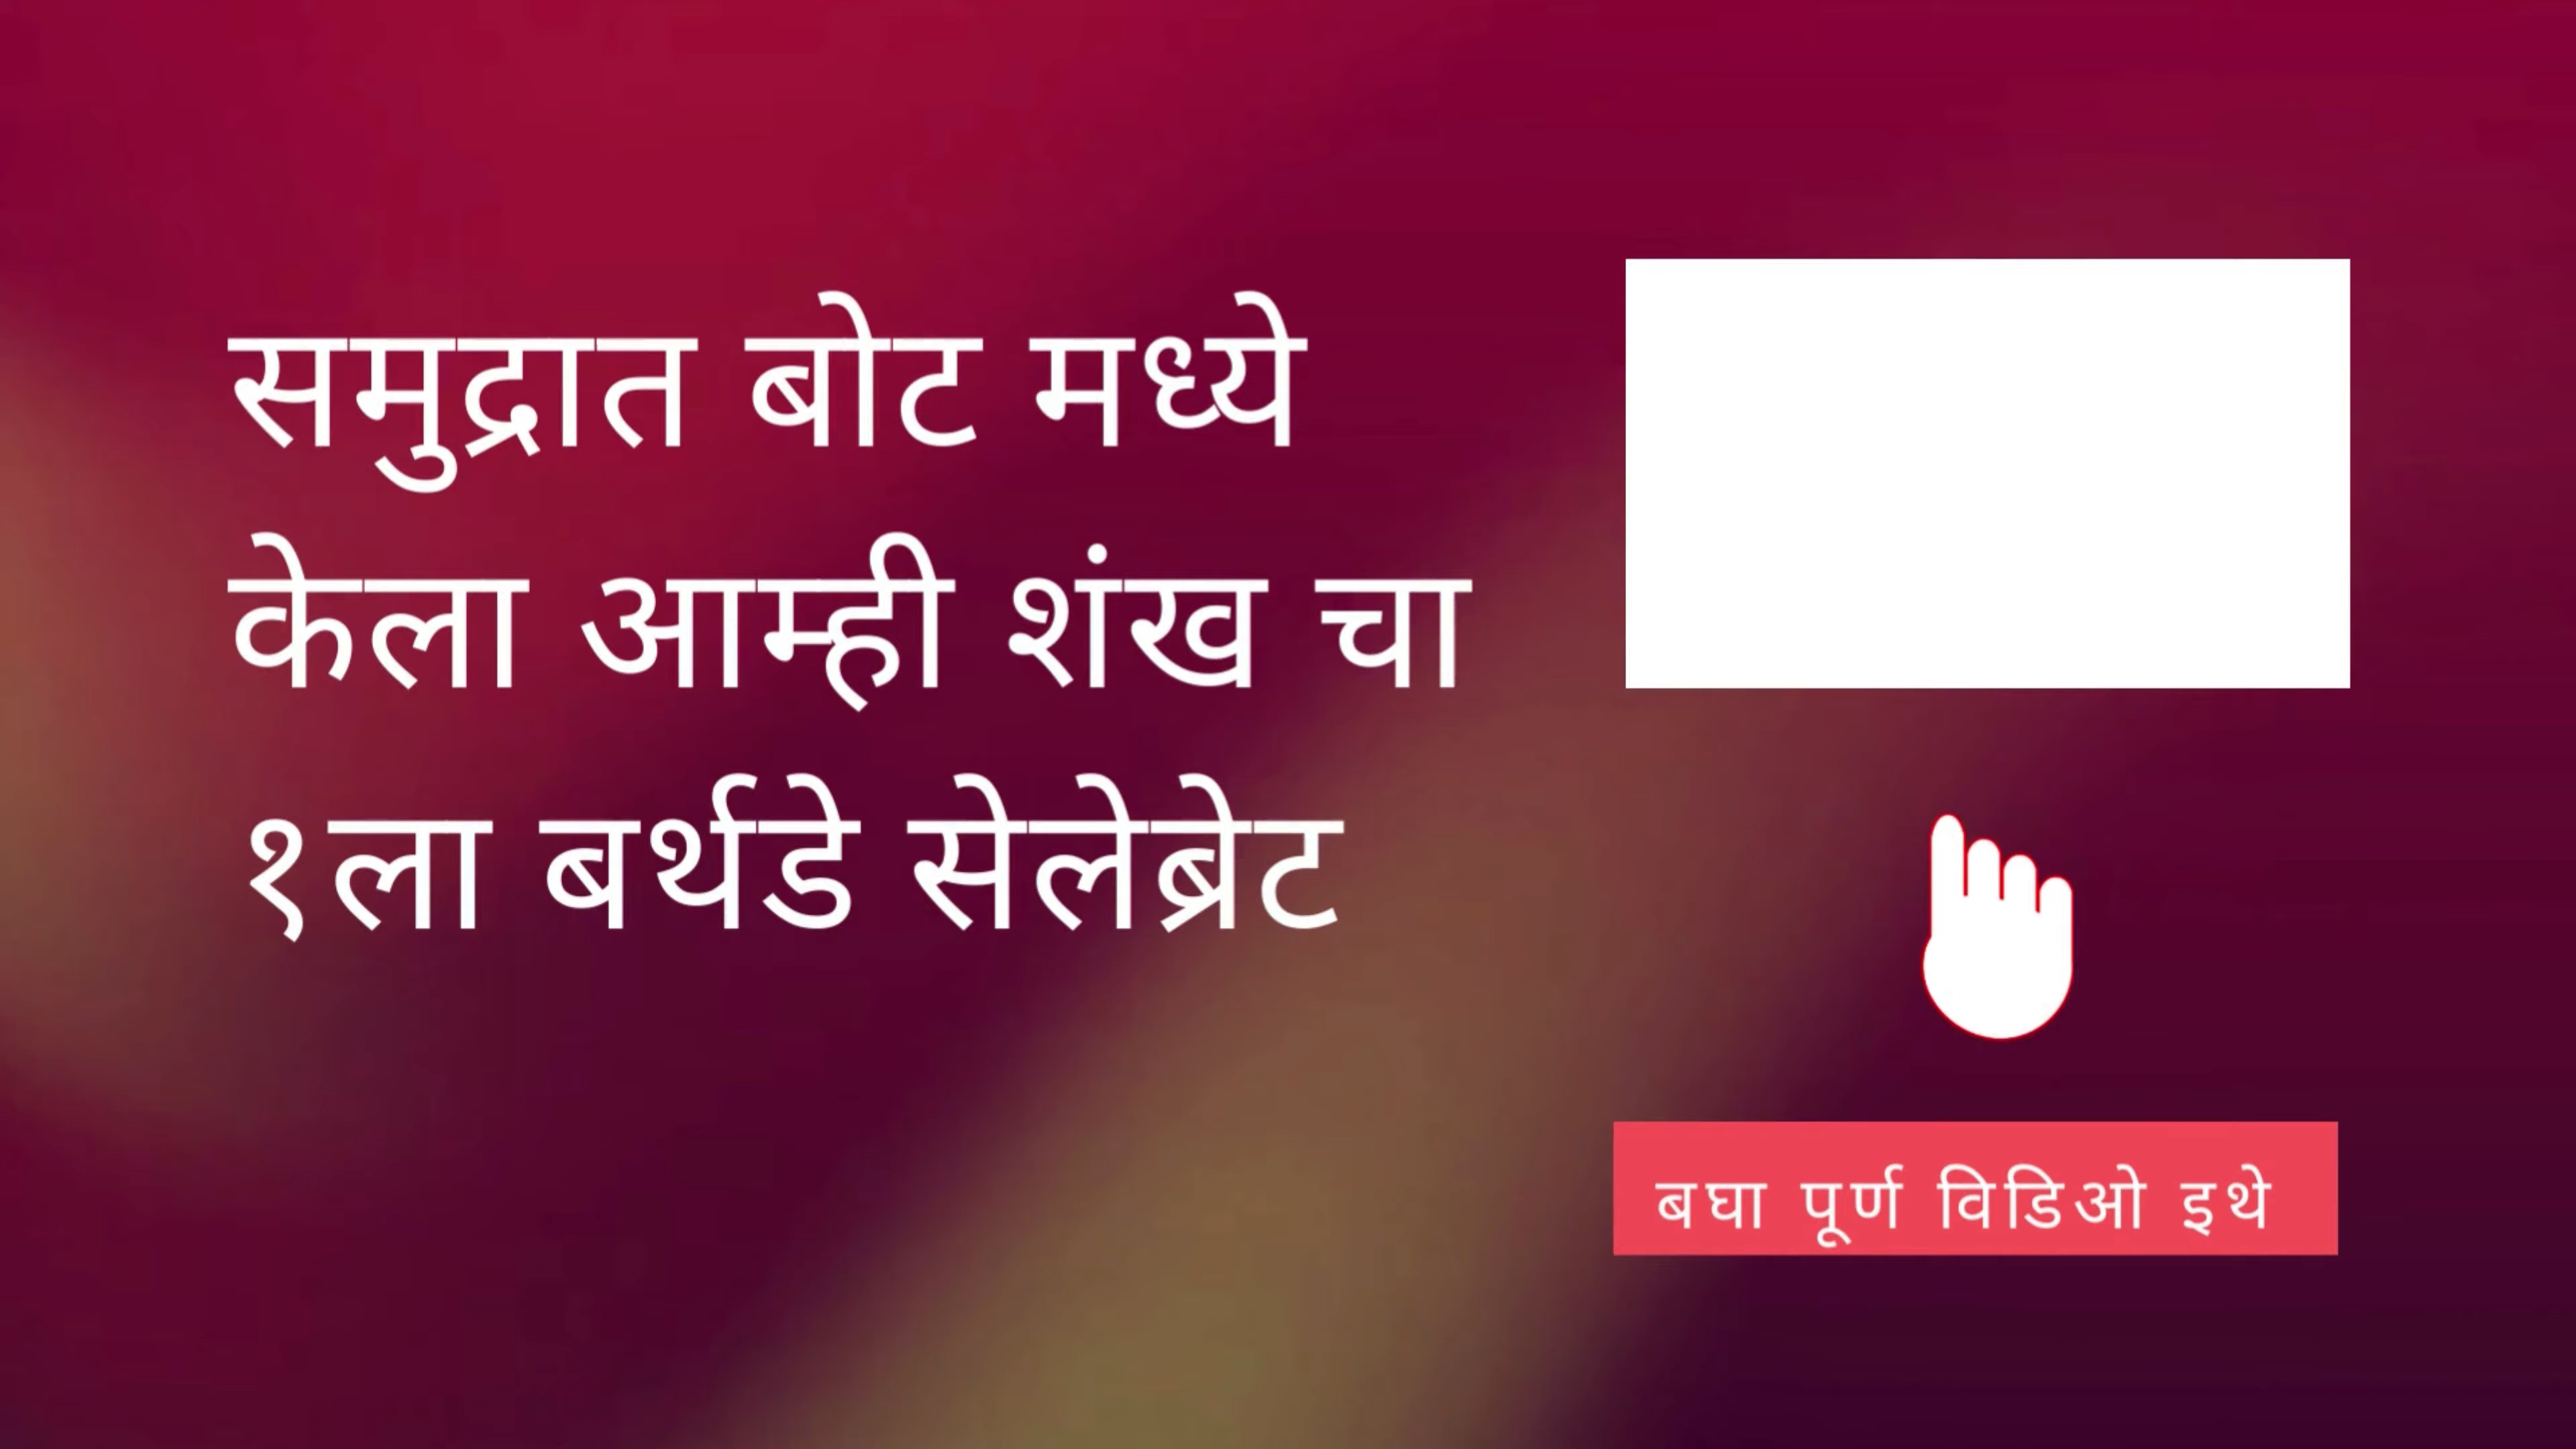 समुद्रात बोट मध्ये
केला आम्ही शंख चा
१ला बर्थडे सेलेब्रेट
बघा पूर्ण विडिओ इथे